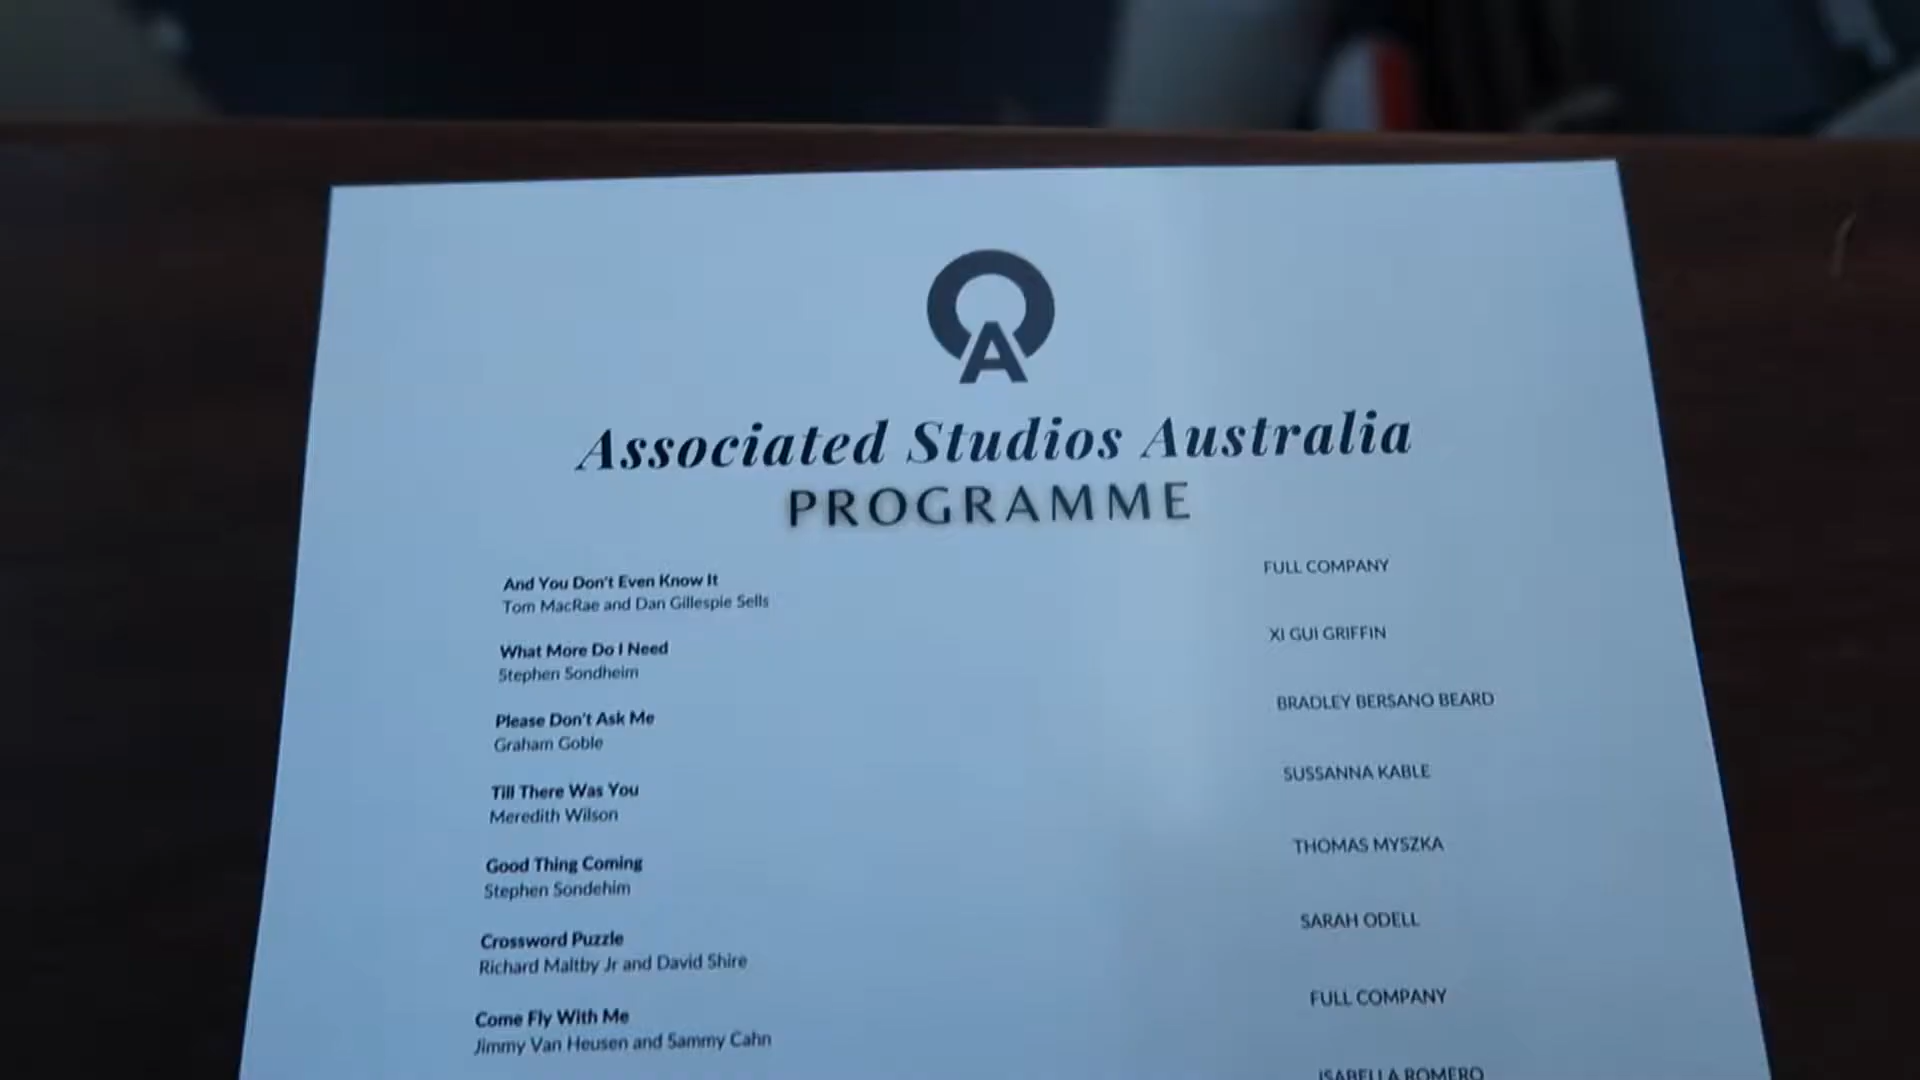 A
Associated Studios Australia
PROGRAMME
And You Don't Even Know It
Tom MacRae and Dan Gillespie Sells
FULL COMPANY
What More Do I Need
Stephen Sondheim
XI GUI GRIFFIN
Please Don't Ask Me
Graham Goble
BRADLEY BERSANO BEARD
Till There Was You
Meredith Wilson
SUSSANNA KABLE
Good Thing Coming
Stephen Sondehim
THOMAS MYSZKA
Crossword Puzzle
Richard Maltby Jr and David Shire
SARAH ODELL
Come Fly With Me
Jimmy Van Heusen and Sammy Cahn
FULL COMPANY
ISABELLA ROMERO